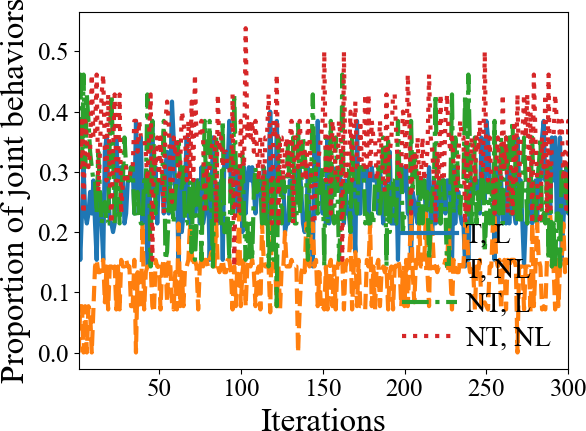 Proportion of joint behaviors
0.5
0.4
0.3
0.2
0.1
0.0
T, L
T, NL
NT, L
NT, NL
50
100
150
200
250
300
Iterations